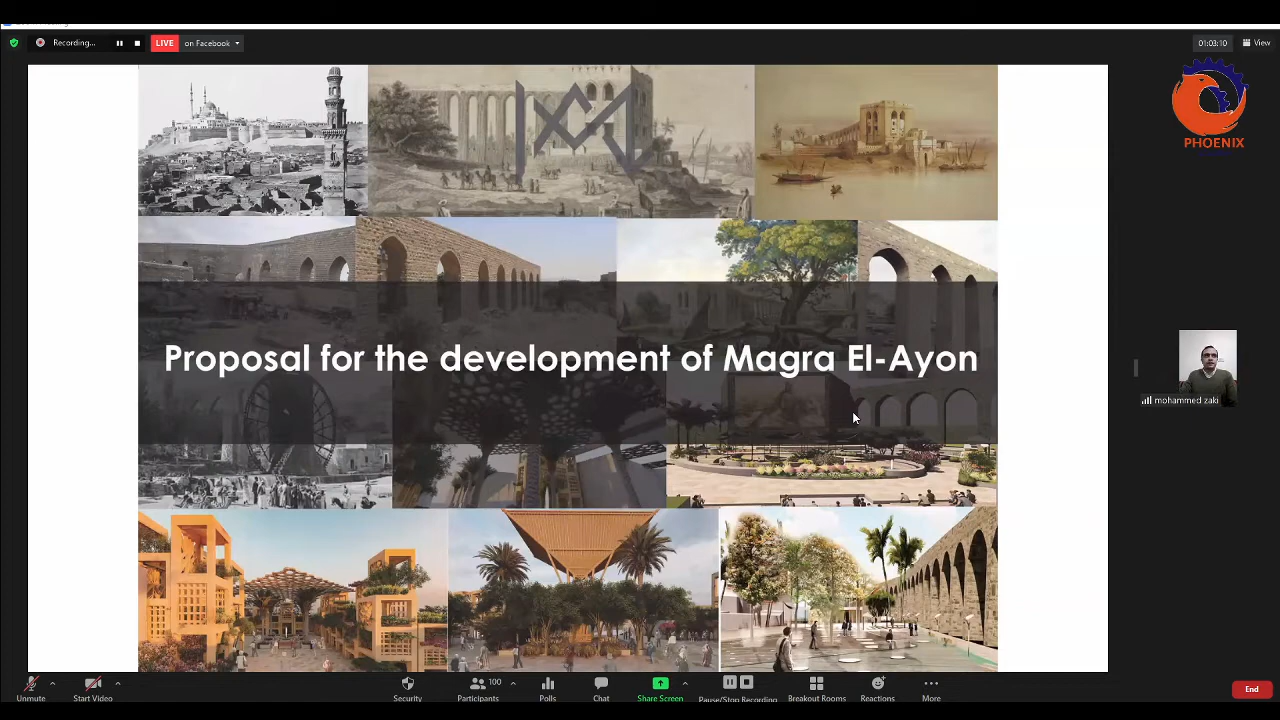 Recording...
LIVE
on Facebook
01:03:10
View
PHOENIX
Proposal for the development of Magra El-Ayon
mohammed zaki
Unmute
Start Video
Security
100
Participants
Polls
Chat
Share Screen
Pause/Stop Recording
Breakout Rooms
Reactions
More
End